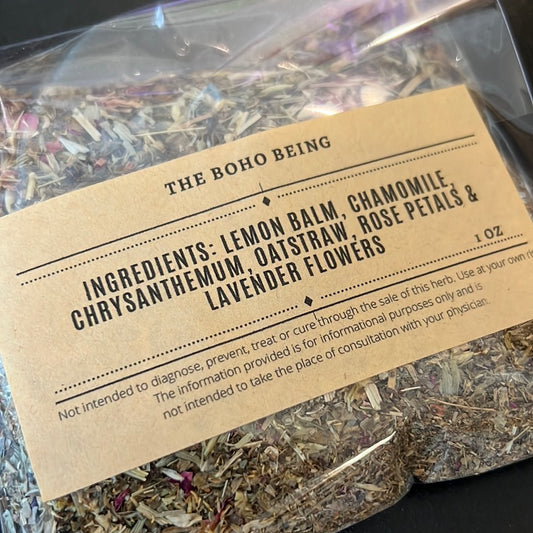 THE BOHO BEING
INGREDIENTS: LEMON BALM, CHAMOMILE,
CHRYSANTHEMUM, OATSTRAW, ROSE PETALS &
LAVENDER FLOWERS
1 OZ
Not intended to diagnose, prevent, treat or cure through the sale of this herb. Use at your own
The information provided is for informational purposes only and is
not intended to take the place of consultation with your physician.